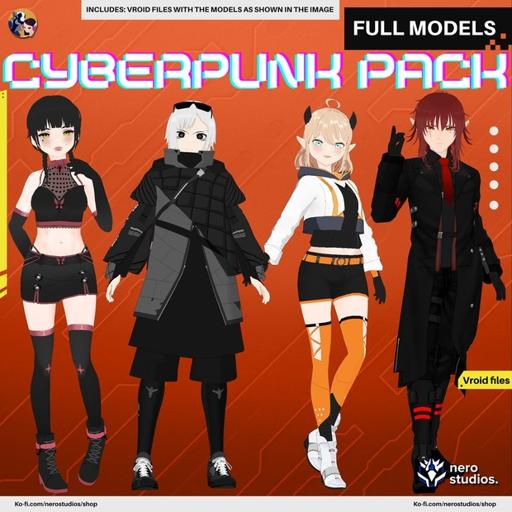 INCLUDES: VROID FILES WITH THE MODELS AS SHOWN IN THE IMAGE
FULL MODELS
CYBERPUNK PACK
Vroid files
nero
studios.
Ko-fi.com/nerostudios/shop
Ko-fi.com/nerostudios/shop